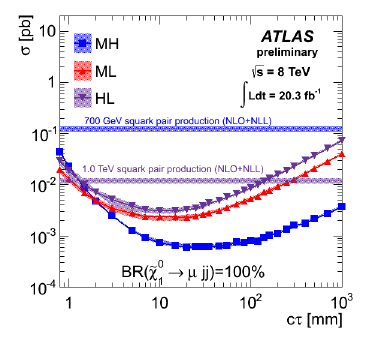 σ [pb]
10
1
10⁻¹
10⁻²
10⁻³
10⁻⁴
MH
ML
HL
ATLAS
preliminary
√s = 8 TeV
∫Ldt = 20.3 fb⁻¹
700 GeV squark pair production (NLO+NLL)
1.0 TeV squark pair production (NLO+NLL)
BR(χ̃⁰₁ → μ jj)=100%
1
10
10²
10³
cτ [mm]